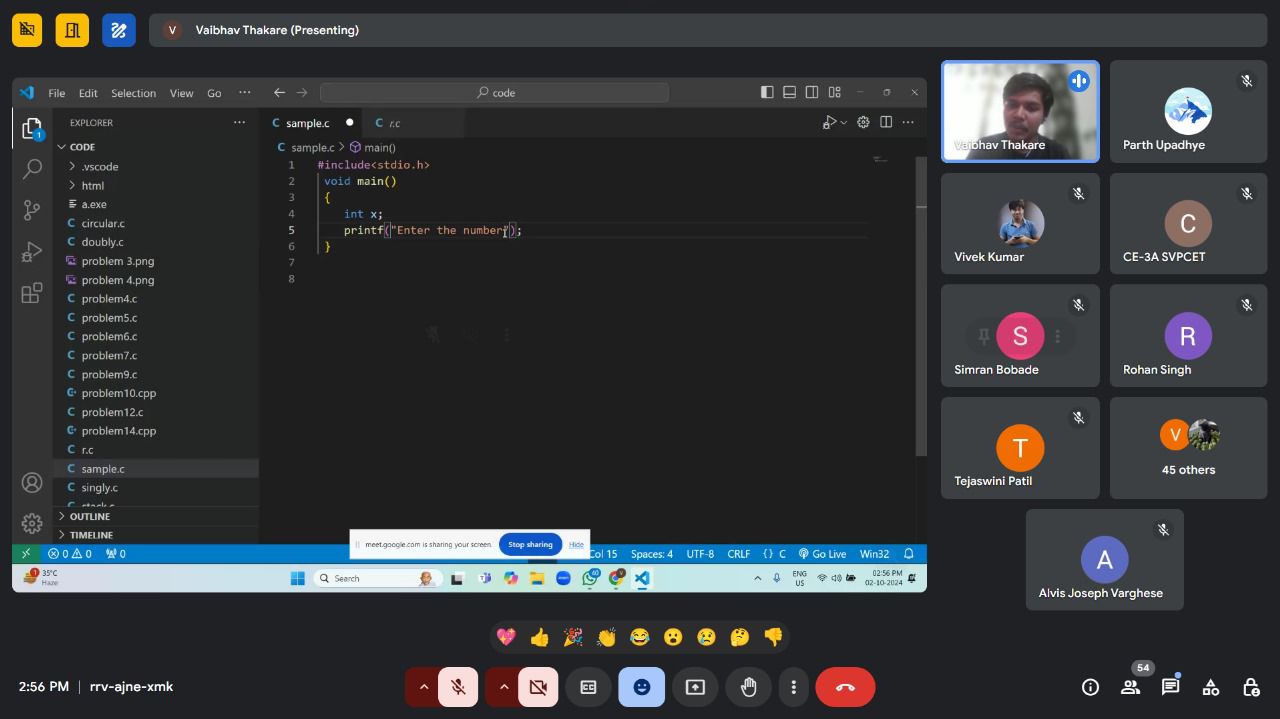 V Vaibhav Thakare (Presenting)
File Edit Selection View Go ··· code
EXPLORER ···
CODE
.vscode
html
a.exe
circular.c
doubly.c
problem 3.png
problem 4.png
problem4.c
problem5.c
problem6.c
problem7.c
problem9.c
problem10.cpp
problem12.c
problem14.cpp
r.c
sample.c
singly.c
stack.c
OUTLINE
TIMELINE
1
C sample.c C r.c
C sample.c > main()
1 #include<stdio.h>
2 void main()
3 {
4 int x;
5 printf("Enter the number");
6 }
7
8
meet.google.com is sharing your screen. Stop sharing Hide
0 0 0 Col 15 Spaces: 4 UTF-8 CRLF {} C Go Live Win32
1 35°C
Haze
Search
60
V
ENG
US
02:56 PM
02-10-2024
Vaibhav Thakare
Parth Upadhye
Vivek Kumar
C
CE-3A SVPCET
S
Simran Bobade
R
Rohan Singh
T
Tejaswini Patil
V
45 others
A
Alvis Joseph Varghese
2:56 PM | rrv-ajne-xmk
54